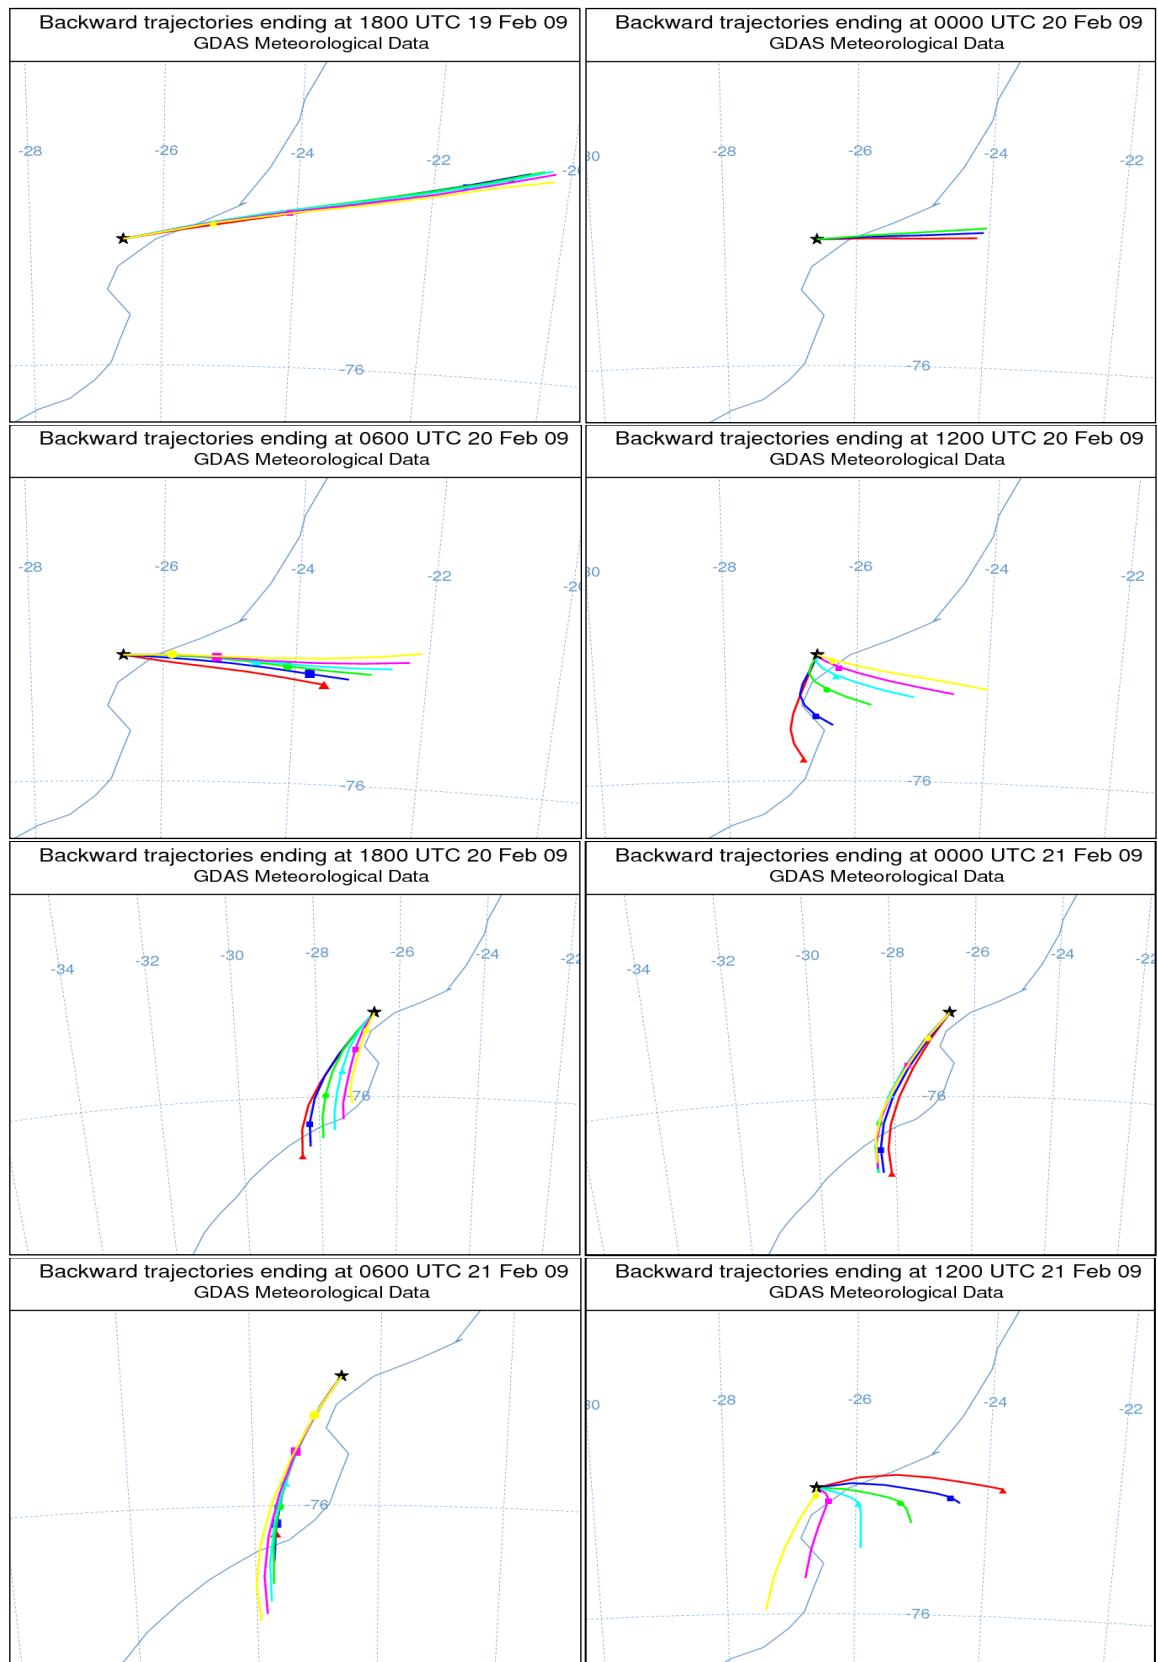 Backward trajectories ending at 1800 UTC 19 Feb 09
GDAS Meteorological Data
-28
-26
-24
-22
-20
-76
Backward trajectories ending at 0000 UTC 20 Feb 09
GDAS Meteorological Data
30
-28
-26
-24
-22
-76
Backward trajectories ending at 0600 UTC 20 Feb 09
GDAS Meteorological Data
-28
-26
-24
-22
-20
-76
Backward trajectories ending at 1200 UTC 20 Feb 09
GDAS Meteorological Data
30
-28
-26
-24
-22
-76
Backward trajectories ending at 1800 UTC 20 Feb 09
GDAS Meteorological Data
-34
-32
-30
-28
-26
-24
-22
-76
Backward trajectories ending at 0000 UTC 21 Feb 09
GDAS Meteorological Data
-34
-32
-30
-28
-26
-24
-22
-76
Backward trajectories ending at 0600 UTC 21 Feb 09
GDAS Meteorological Data
-76
Backward trajectories ending at 1200 UTC 21 Feb 09
GDAS Meteorological Data
30
-28
-26
-24
-22
-76